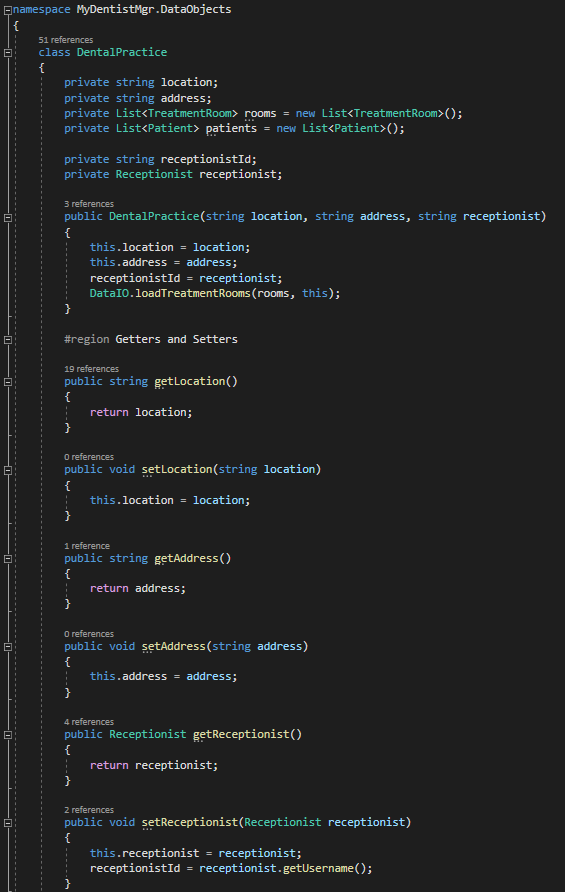 namespace MyDentistMgr.DataObjects
{
51 references
class DentalPractice
{
private string location;
private string address;
private List<TreatmentRoom> rooms = new List<TreatmentRoom>();
private List<Patient> patients = new List<Patient>();
private string receptionistId;
private Receptionist receptionist;
3 references
public DentalPractice(string location, string address, string receptionist)
{
this.location = location;
this.address = address;
receptionistId = receptionist;
DataIO.loadTreatmentRooms(rooms, this);
}
#region Getters and Setters
19 references
public string getLocation()
{
return location;
}
0 references
public void setLocation(string location)
{
this.location = location;
}
1 reference
public string getAddress()
{
return address;
}
0 references
public void setAddress(string address)
{
this.address = address;
}
4 references
public Receptionist getReceptionist()
{
return receptionist;
}
2 references
public void setReceptionist(Receptionist receptionist)
{
this.receptionist = receptionist;
receptionistId = receptionist.getUsername();
}